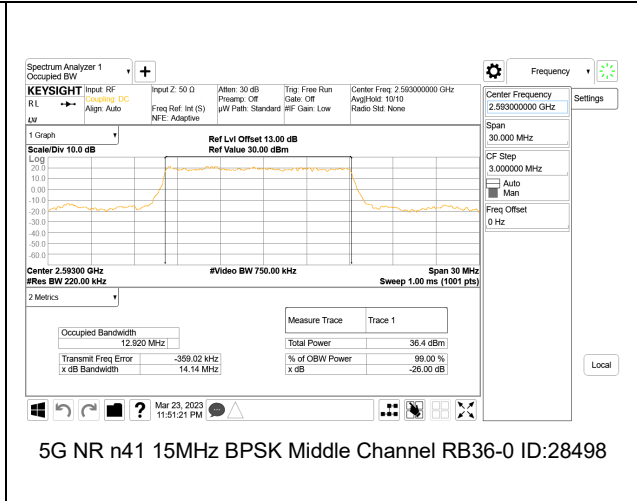 Spectrum Analyzer 1
Occupied BW
+
Frequency
KEYSIGHT
RL
Input: RF
Coupling: DC
Align: Auto
Input Z: 50 Ω
Freq Ref: Int (S)
NFE: Adaptive
Atten: 30 dB
Preamp: Off
µW Path: Standard
Trig: Free Run
Gate: Off
#IF Gain: Low
Center Freq: 2.593000000 GHz
Avg|Hold: 10/10
Radio Std: None
Center Frequency
2.593000000 GHz
Settings
Span
30.000 MHz
CF Step
3.000000 MHz
Auto
Man
Freq Offset
0 Hz
Local
1 Graph
Scale/Div 10.0 dB
Ref Lvl Offset 13.00 dB
Ref Value 30.00 dBm
Log
20.0
10.0
0.00
-10.0
-20.0
-30.0
-40.0
-50.0
-60.0
Center 2.59300 GHz
#Video BW 750.00 kHz
Span 30 MHz
#Res BW 220.00 kHz
Sweep 1.00 ms (1001 pts)
2 Metrics
Measure Trace Trace 1
Occupied Bandwidth
12.920 MHz
Total Power 36.4 dBm
Transmit Freq Error -359.02 kHz
% of OBW Power 99.00 %
x dB Bandwidth 14.14 MHz
x dB -26.00 dB
?
Mar 23, 2023
11:51:21 PM
5G NR n41 15MHz BPSK Middle Channel RB36-0 ID:28498